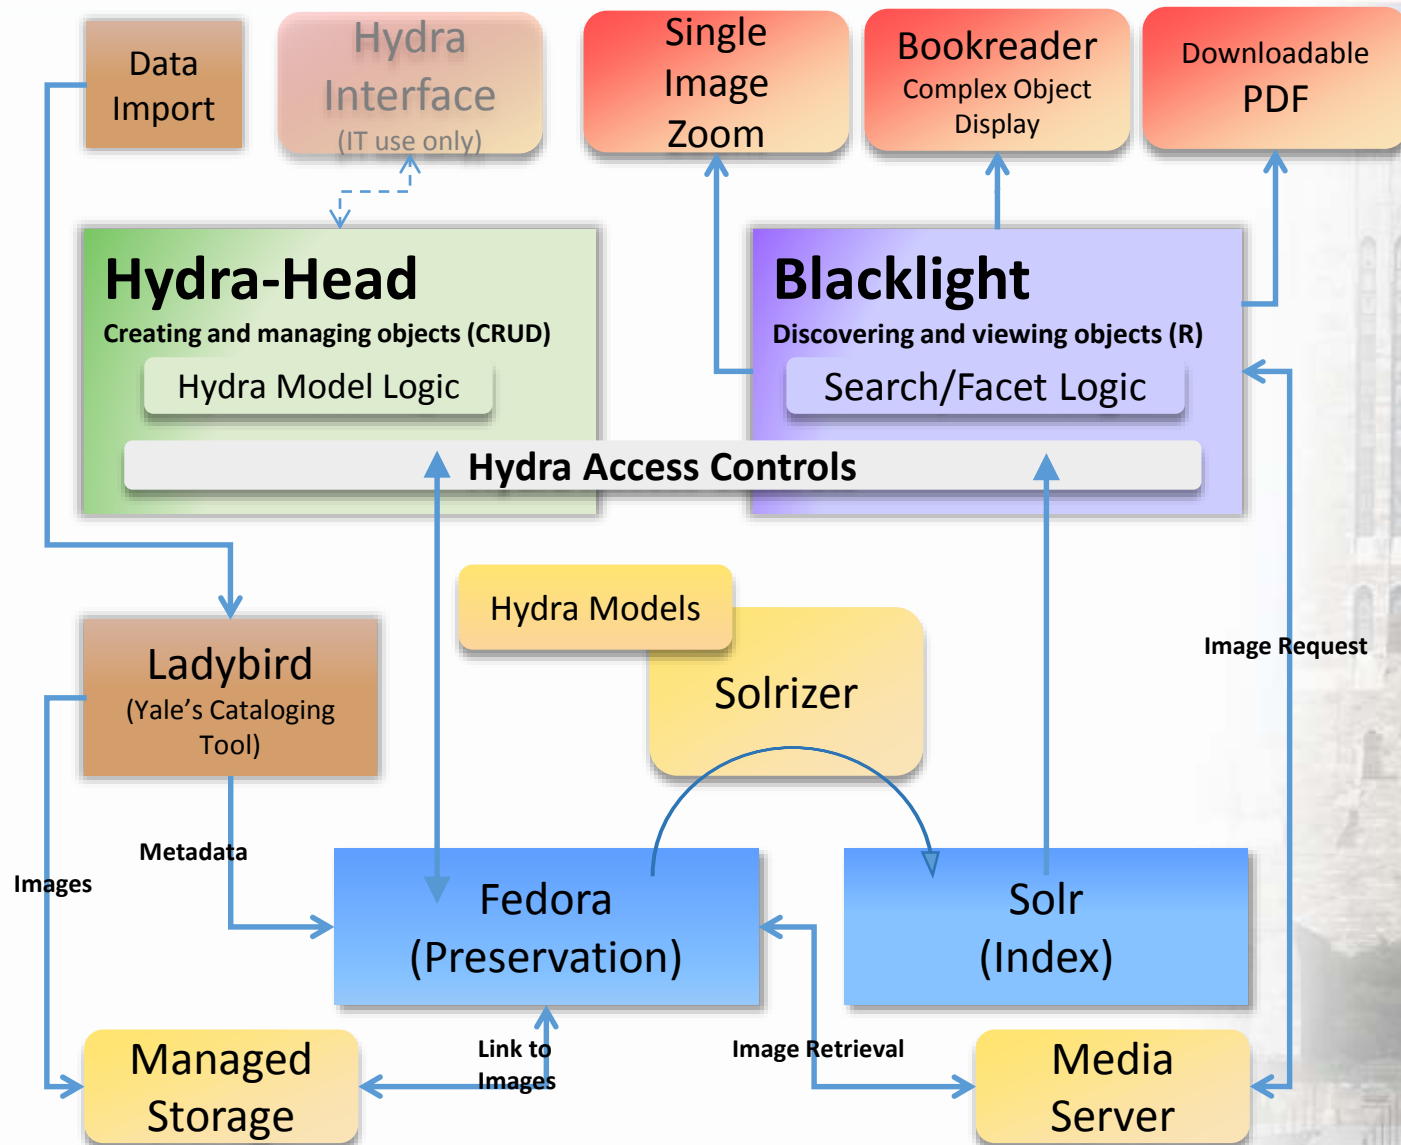 Data
Import
Hydra
Interface
(IT use only)
Single
Image
Zoom
Bookreader
Complex Object
Display
Downloadable
PDF
Hydra-Head
Creating and managing objects (CRUD)
Hydra Model Logic
Blacklight
Discovering and viewing objects (R)
Search/Facet Logic
Hydra Access Controls
Hydra Models
Solrizer
Ladybird
(Yale’s Cataloging
Tool)
Image Request
Metadata
Images
Fedora
(Preservation)
Solr
(Index)
Link to
Images
Image Retrieval
Managed
Storage
Media
Server